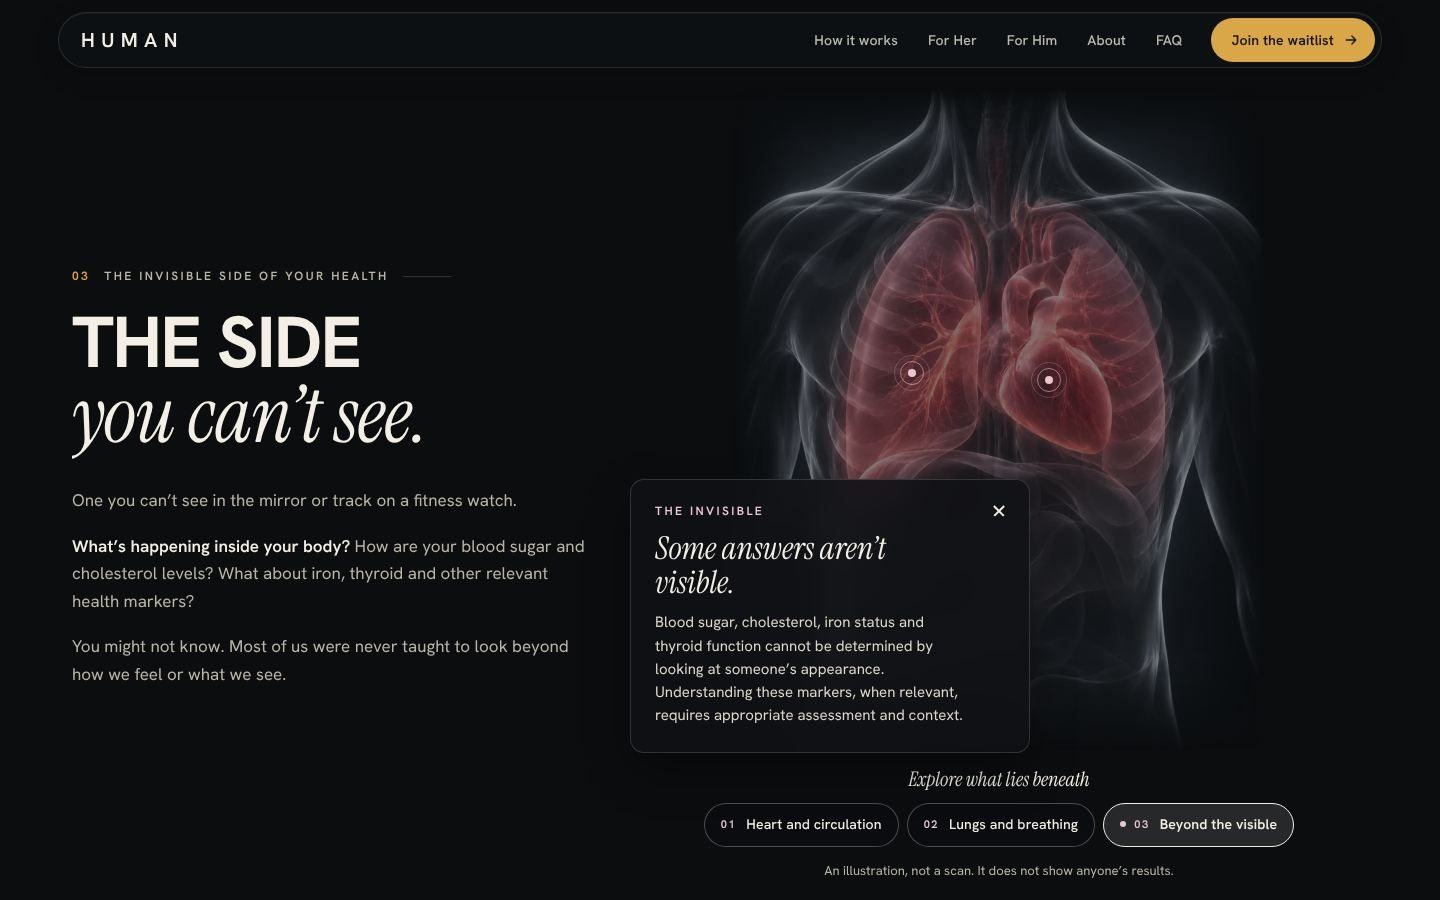 HUMAN
How it works
For Her
For Him
About
FAQ
Join the waitlist →
03 THE INVISIBLE SIDE OF YOUR HEALTH
THE SIDE
you can’t see.
One you can’t see in the mirror or track on a fitness watch.
What’s happening inside your body? How are your blood sugar and
cholesterol levels? What about iron, thyroid and other relevant
health markers?
You might not know. Most of us were never taught to look beyond
how we feel or what we see.
THE INVISIBLE
Some answers aren’t
visible.
Blood sugar, cholesterol, iron status and
thyroid function cannot be determined by
looking at someone’s appearance.
Understanding these markers, when relevant,
requires appropriate assessment and context.
Explore what lies beneath
01 Heart and circulation
02 Lungs and breathing
03 Beyond the visible
An illustration, not a scan. It does not show anyone’s results.